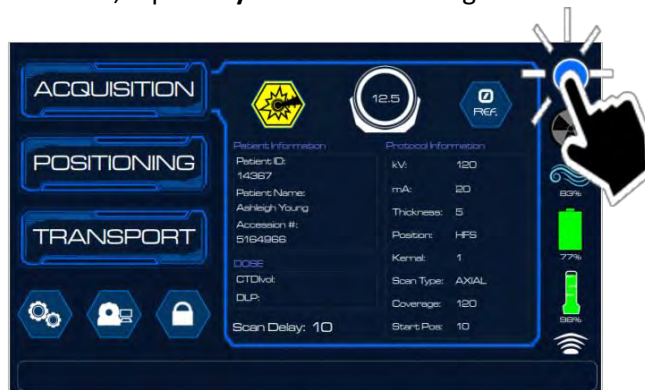 ACQUISITION
POSITIONING
TRANSPORT
12.5
0
REF.
Patient Information
Patient ID:
14367
Patient Name:
Ashleigh Young
Accession #:
5164966
DOSE
CTDIvol:
DLP:
Scan Delay: 10
Protocol Information
kV: 120
mA: 20
Thickness: 5
Position: HFS
Kernal: 1
Scan Type: AXIAL
Coverage: 120
Start Pos: 10
83%
77%
98%